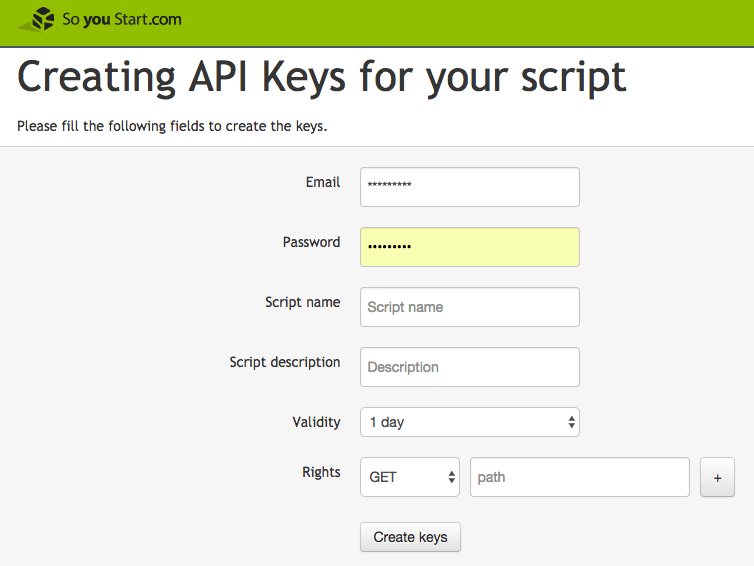 So you Start.com
Creating API Keys for your script
Please fill the following fields to create the keys.
Email *********
Password •••••••••
Script name Script name
Script description Description
Validity 1 day
Rights GET path +
Create keys